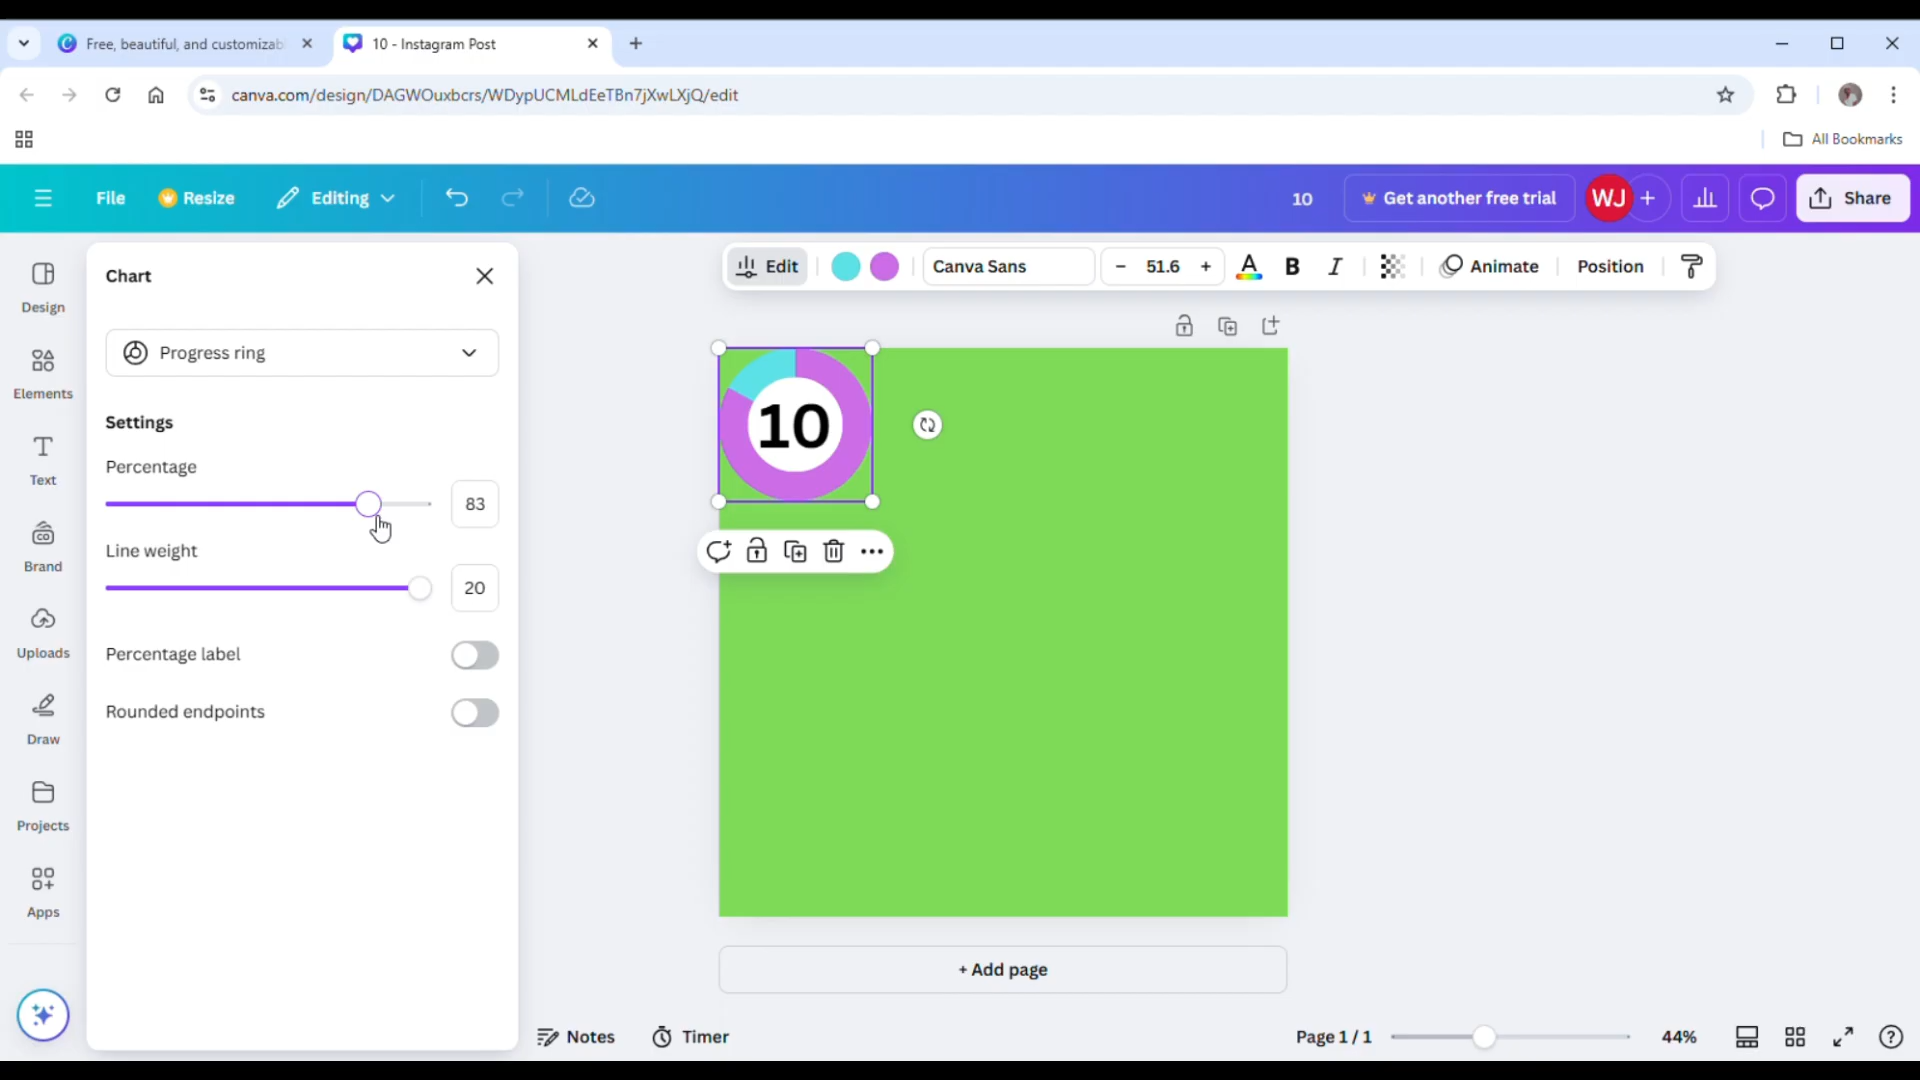 Free, beautiful, and customizab
10 - Instagram Post
canva.com/design/DAGWOuxbcrs/WDypUCMLdEeTBn7jXwLXjQ/edit
All Bookmarks
File
Resize
Editing
10
Get another free trial
WJ
Share
Design
Elements
Text
Brand
CO
Uploads
Draw
Projects
Apps
Chart
Progress ring
Settings
Percentage
83
Line weight
20
Percentage label
Rounded endpoints
Edit
Canva Sans
− 51.6 +
A
B
I
Animate
Position
10
+ Add page
Notes
Timer
Page 1 / 1
44%